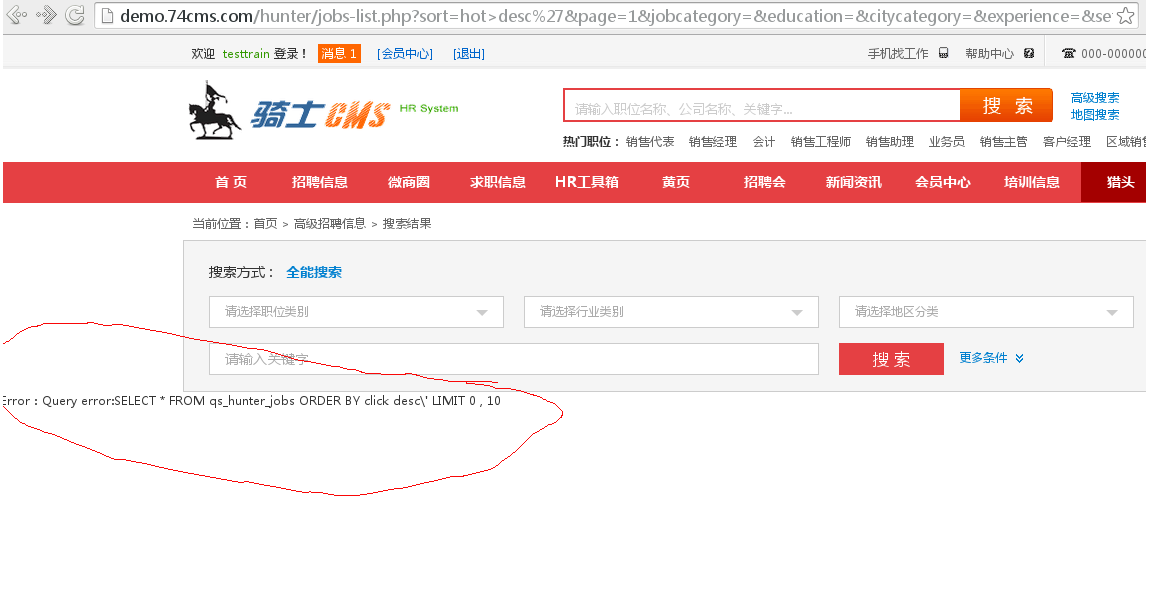 demo.74cms.com/hunter/jobs-list.php?sort=hot>desc%27&page=1&jobcategory=&education=&citycategory=&experience=&se
欢迎 testtrain 登录！ 消息 1 [会员中心] [退出] 手机找工作 帮助中心 000-000000
骑士CMS HR System
请输入职位名称、公司名称、关键字... 搜 索 高级搜索
地图搜索
热门职位： 销售代表 销售经理 会计 销售工程师 销售助理 业务员 销售主管 客户经理 区域销售
首 页 招聘信息 微商圈 求职信息 HR工具箱 黄页 招聘会 新闻资讯 会员中心 培训信息 猎头
当前位置：首页 > 高级招聘信息 > 搜索结果
搜索方式： 全能搜索
请选择职位类别 请选择行业类别 请选择地区分类
请输入关键字 搜 索 更多条件
Error : Query error:SELECT * FROM qs_hunter_jobs ORDER BY click desc\' LIMIT 0 , 10